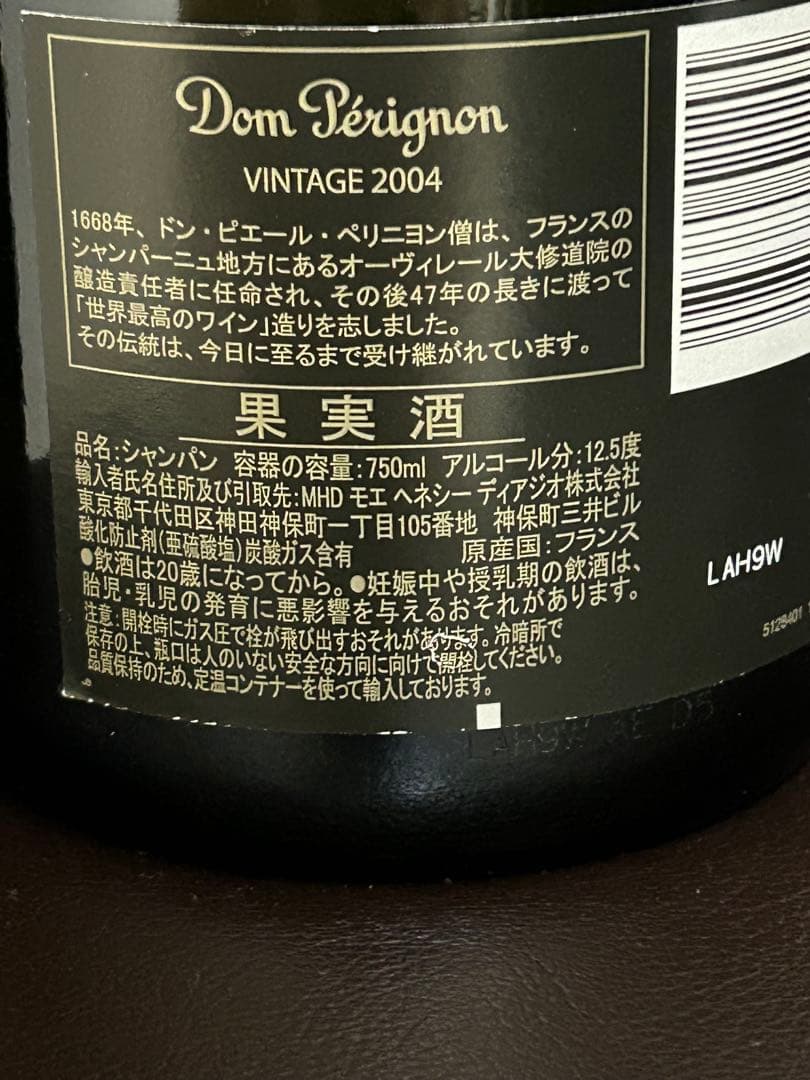 Dom Pérignon
VINTAGE 2004
1668年、ドン・ピエール・ペリニヨン僧は、フランスの
シャンパーニュ地方にあるオーヴィレール大修道院の
醸造責任者に任命され、その後47年の長きに渡って
「世界最高のワイン」造りを志しました。
その伝統は、今日に至るまで受け継がれています。
果実酒
品名:シャンパン 容器の容量:750ml アルコール分:12.5度
輸入者氏名住所及び引取先:MHD モエ ヘネシー ディアジオ株式会社
東京都千代田区神田神保町一丁目105番地 神保町三井ビル
酸化防止剤(亜硫酸塩)炭酸ガス含有 原産国:フランス
●飲酒は20歳になってから。●妊娠中や授乳期の飲酒は、
胎児・乳児の発育に悪影響を与えるおそれがあります。
注意:開栓時にガス圧で栓が飛び出すおそれがあります。冷暗所で
保存の上、瓶口は人のいない安全な方向に向けて開栓してください。
品質保持のため、定温コンテナーを使って輸入しております。
LAH9W
5128401